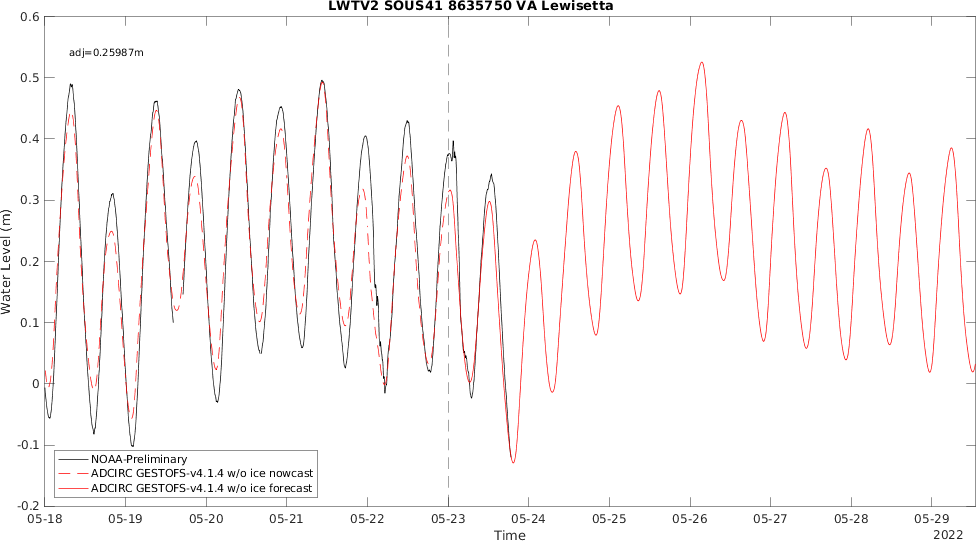 LWTV2 SOUS41 8635750 VA Lewisetta
adj=0.25987m
Water Level (m)
0.6
0.5
0.4
0.3
0.2
0.1
0
-0.1
-0.2
NOAA-Preliminary
ADCIRC GESTOFS-v4.1.4 w/o ice nowcast
ADCIRC GESTOFS-v4.1.4 w/o ice forecast
05-18 05-19 05-20 05-21 05-22 05-23 05-24 05-25 05-26 05-27 05-28 05-29
Time
2022